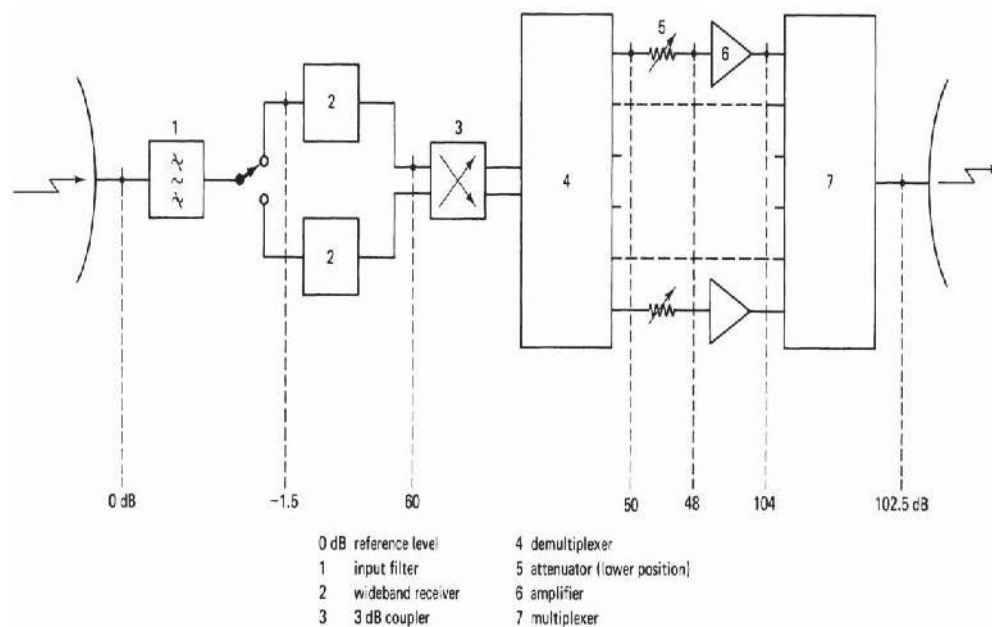 5
6
1
2
3
4
7
2
0 dB
-1.5
60
50
48
104
102.5 dB
0 dB reference level
1 input filter
2 wideband receiver
3 3 dB coupler
4 demultiplexer
5 attenuator (lower position)
6 amplifier
7 multiplexer